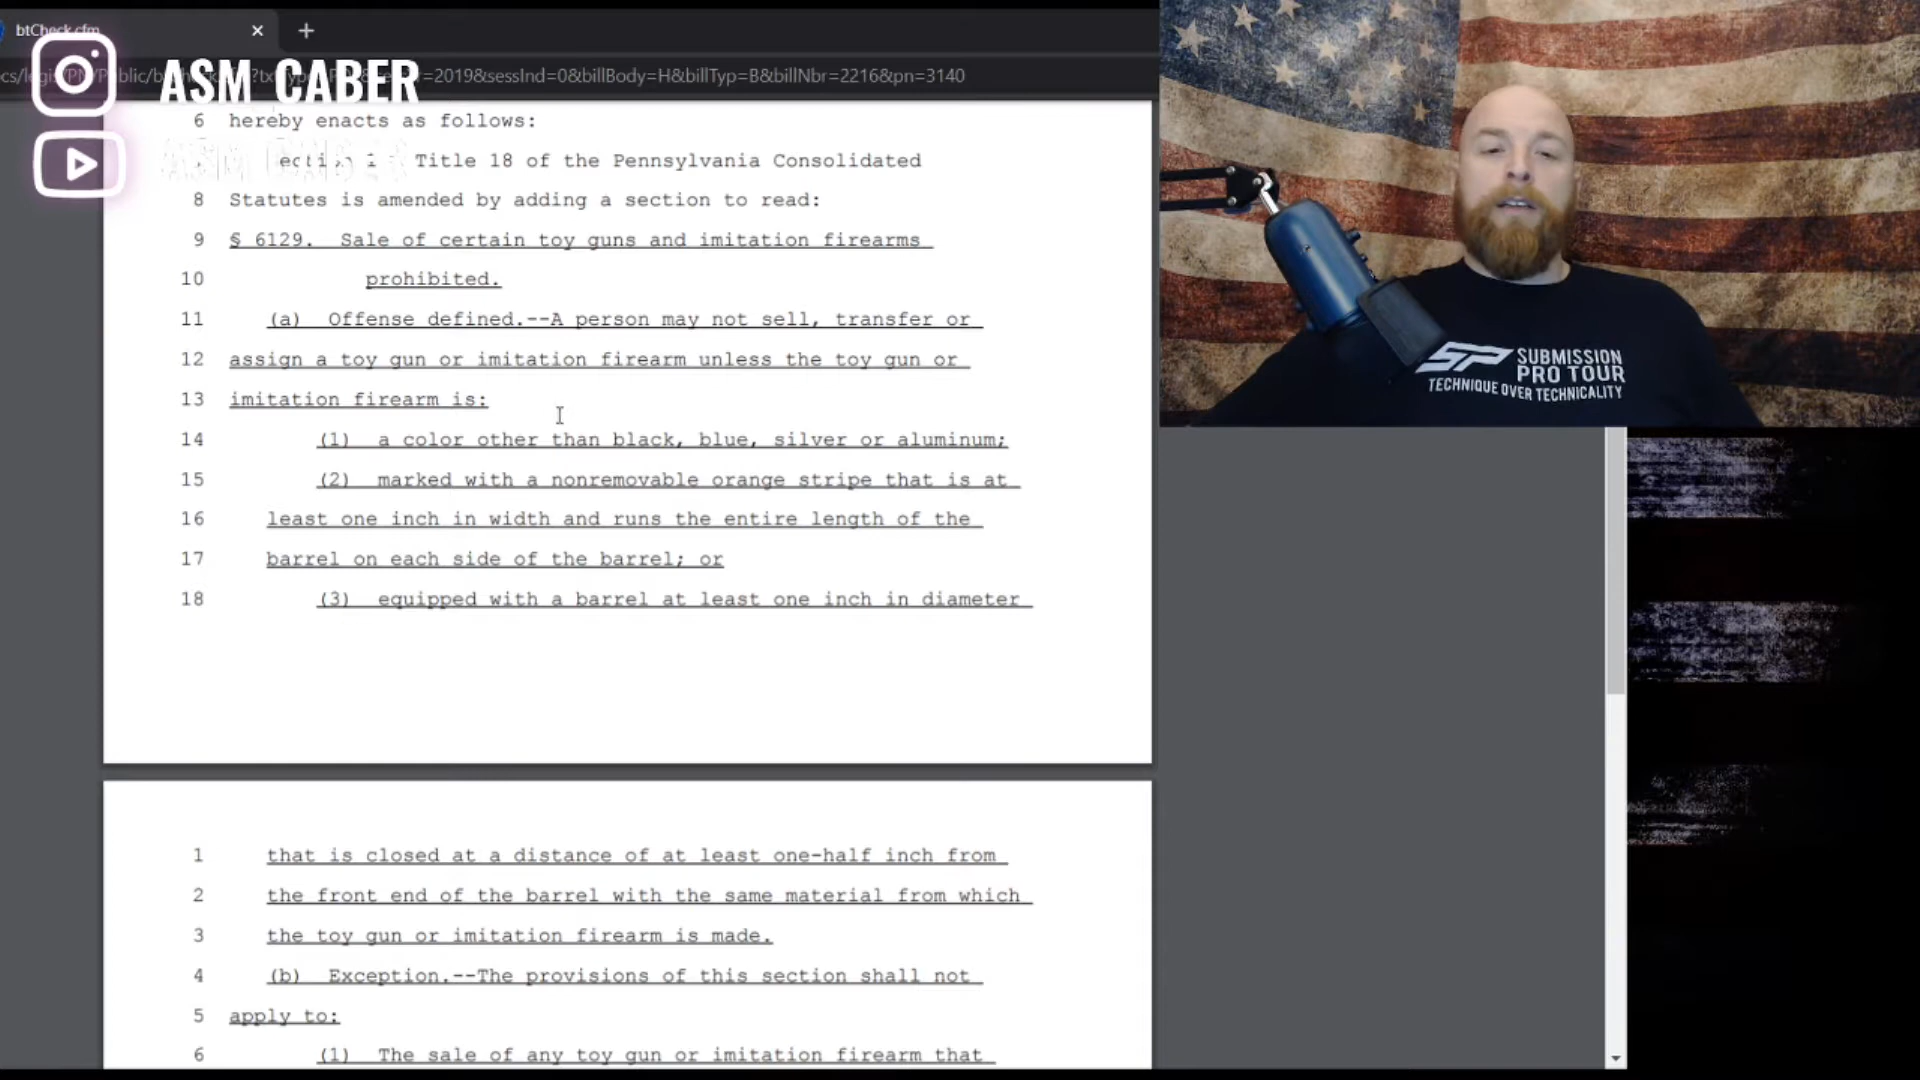 btCheck.cfm
=2019&sessInd=0&billBody=H&billTyp=B&billNbr=2216&pn=3140
ASM_CABER
ASM CABER
6 hereby enacts as follows:
Title 18 of the Pennsylvania Consolidated
8 Statutes is amended by adding a section to read:
9 § 6129. Sale of certain toy guns and imitation firearms
10 prohibited.
11 (a) Offense defined.--A person may not sell, transfer or
12 assign a toy gun or imitation firearm unless the toy gun or
13 imitation firearm is:
14 (1) a color other than black, blue, silver or aluminum;
15 (2) marked with a nonremovable orange stripe that is at
16 least one inch in width and runs the entire length of the
17 barrel on each side of the barrel; or
18 (3) equipped with a barrel at least one inch in diameter
1 that is closed at a distance of at least one-half inch from
2 the front end of the barrel with the same material from which
3 the toy gun or imitation firearm is made.
4 (b) Exception.--The provisions of this section shall not
5 apply to:
6 (1) The sale of any toy gun or imitation firearm that
SP SUBMISSION
PRO TOUR
TECHNIQUE OVER TECHNICALITY